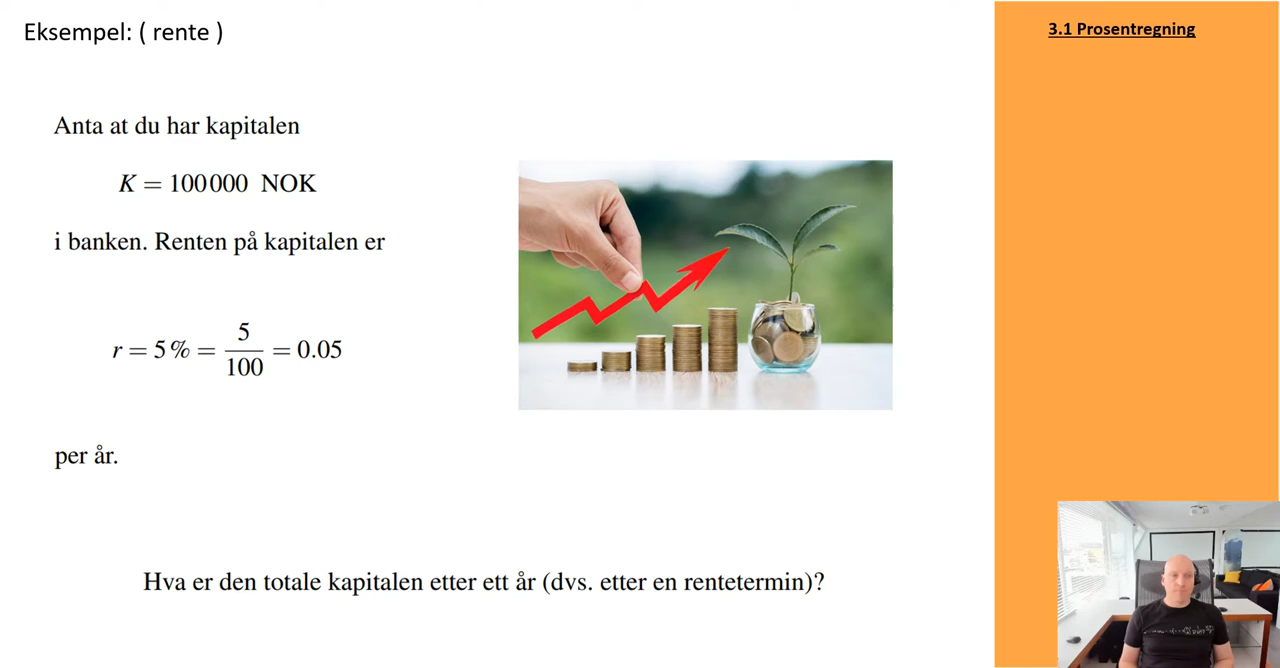 Eksempel: ( rente )
3.1 Prosentregning
Anta at du har kapitalen
K = 100 000 NOK
i banken. Renten på kapitalen er
r = 5 % = 5/100 = 0.05
per år.
Hva er den totale kapitalen etter ett år (dvs. etter en rentetermin)?